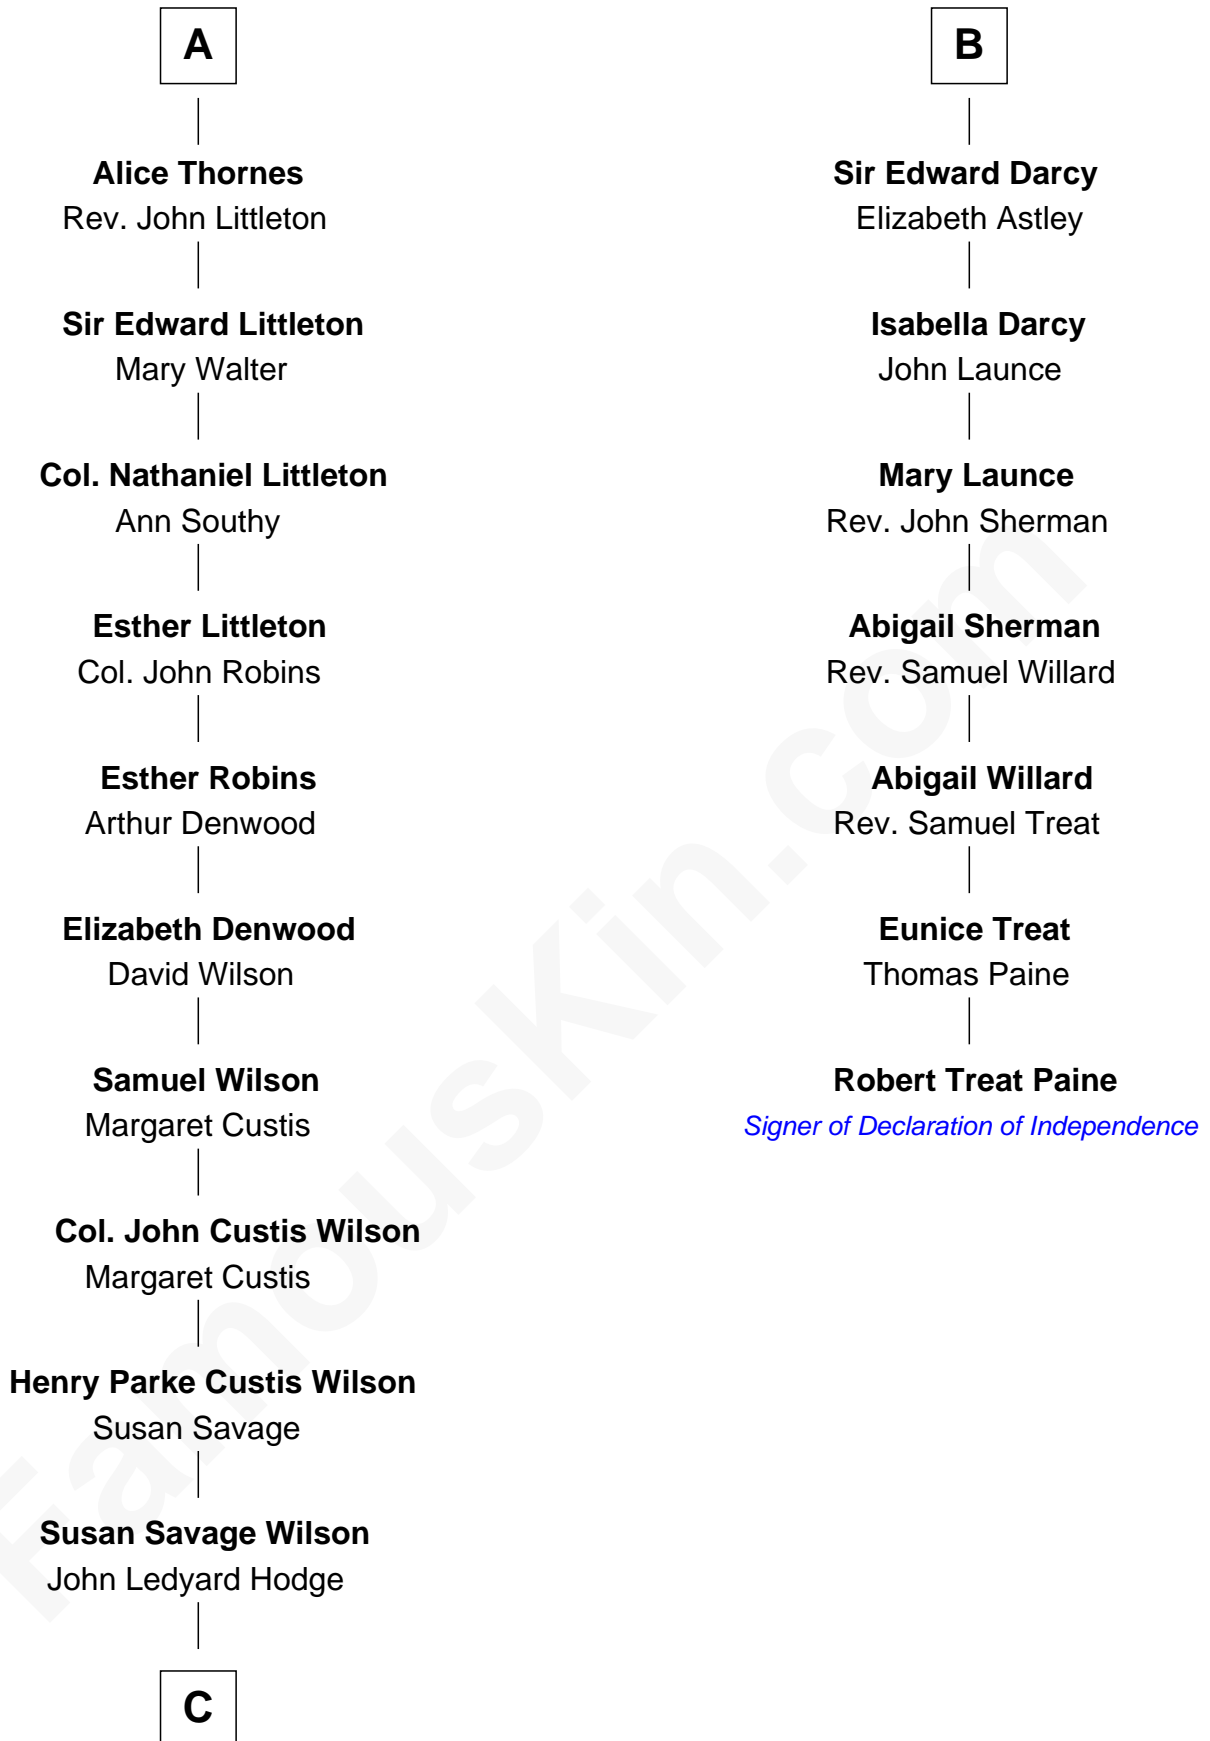 A
Alice Thornes
Rev. John Littleton
Sir Edward Littleton
Mary Walter
Col. Nathaniel Littleton
Ann Southy
Esther Littleton
Col. John Robins
Esther Robins
Arthur Denwood
Elizabeth Denwood
David Wilson
Samuel Wilson
Margaret Custis
Col. John Custis Wilson
Margaret Custis
Henry Parke Custis Wilson
Susan Savage
Susan Savage Wilson
John Ledyard Hodge
C
B
Sir Edward Darcy
Elizabeth Astley
Isabella Darcy
John Launce
Mary Launce
Rev. John Sherman
Abigail Sherman
Rev. Samuel Willard
Abigail Willard
Rev. Samuel Treat
Eunice Treat
Thomas Paine
Robert Treat Paine
Signer of Declaration of Independence
FamousKin.com